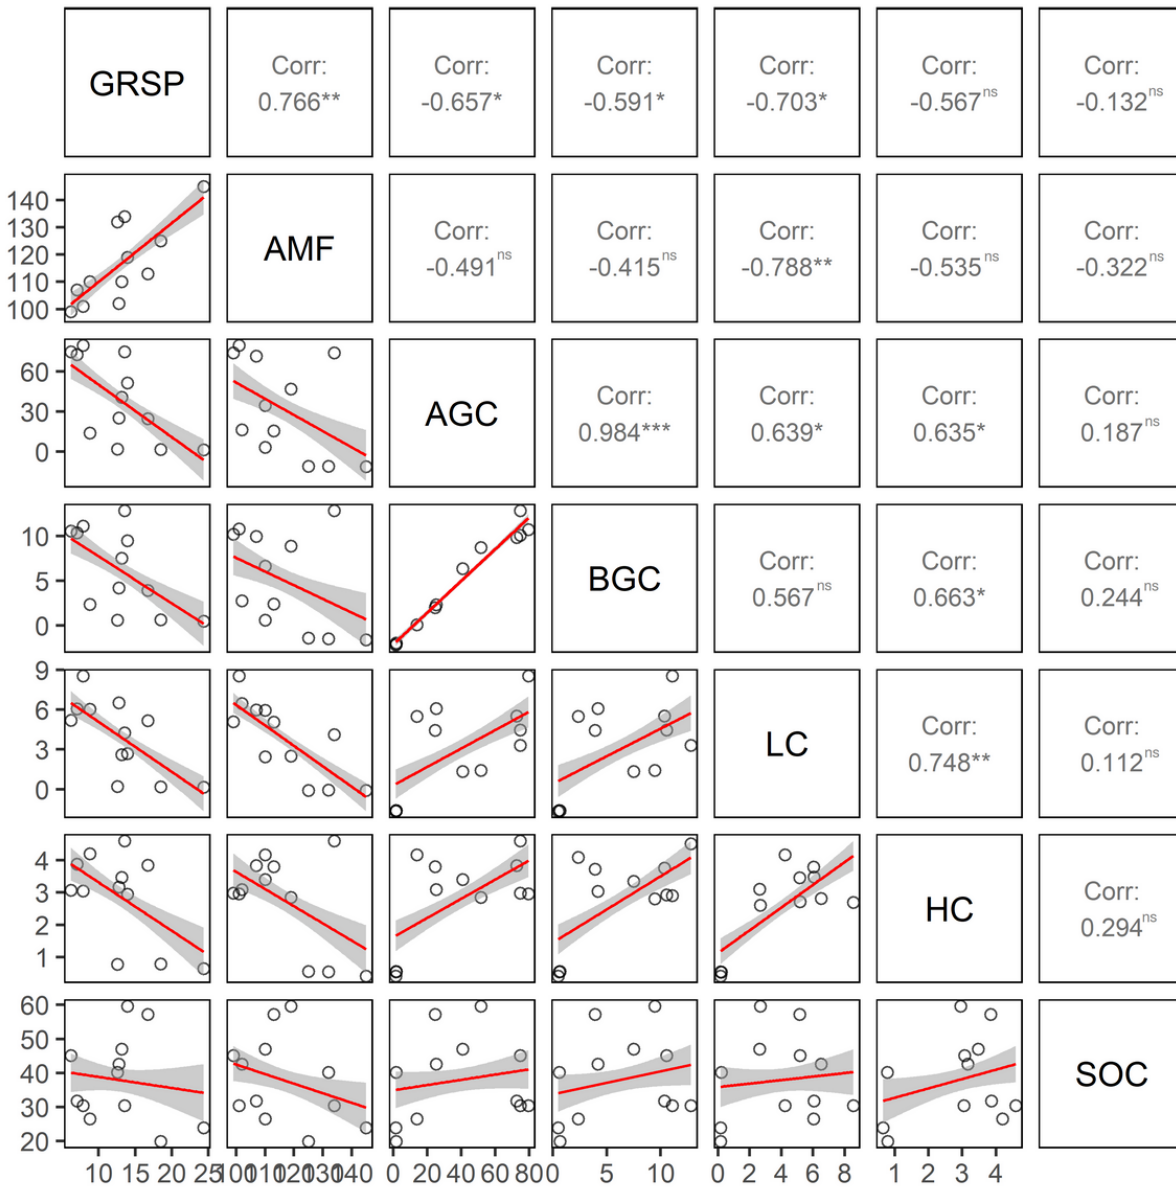 GRSP
Corr:
0.766**
Corr:
-0.657*
Corr:
-0.591*
Corr:
-0.703*
Corr:
-0.567ns
Corr:
-0.132ns
140
130
120
110
100
AMF
Corr:
-0.491ns
Corr:
-0.415ns
Corr:
-0.788**
Corr:
-0.535ns
Corr:
-0.322ns
60
30
0
AGC
Corr:
0.984***
Corr:
0.639*
Corr:
0.635*
Corr:
0.187ns
10
5
0
BGC
Corr:
0.567ns
Corr:
0.663*
Corr:
0.244ns
9
6
3
0
LC
Corr:
0.748**
Corr:
0.112ns
4
3
2
1
HC
Corr:
0.294ns
60
50
40
30
20
SOC
10 15 20 25
100 110 120 130 140
0 20 40 60 80
0 5 10
0 2 4 6 8
1 2 3 4